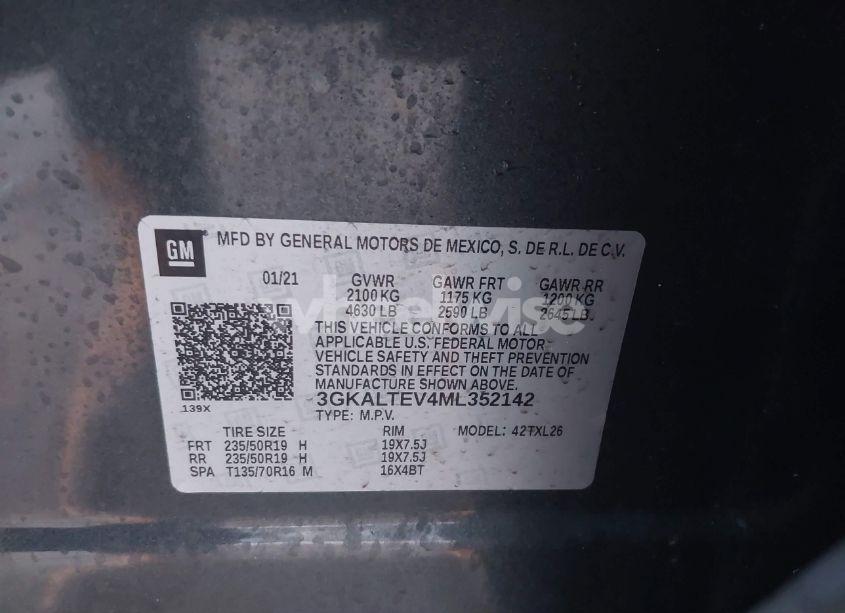 GM
MFD BY GENERAL MOTORS DE MEXICO, S. DE R.L. DE C.V.
01/21 GVWR GAWR FRT GAWR RR
2100 KG 1175 KG 1200 KG
4630 LB 2590 LB 2645 LB
THIS VEHICLE CONFORMS TO ALL
APPLICABLE U.S. FEDERAL MOTOR
VEHICLE SAFETY AND THEFT PREVENTION
STANDARDS IN EFFECT ON THE DATE OF
MANUFACTURE SHOWN ABOVE.
139X
3GKALTEV4ML352142
TYPE: M.P.V.
TIRE SIZE RIM MODEL: 42TXL26
FRT 235/50R19 H 19X7.5J
RR 235/50R19 H 19X7.5J
SPA T135/70R16 M 16X4BT